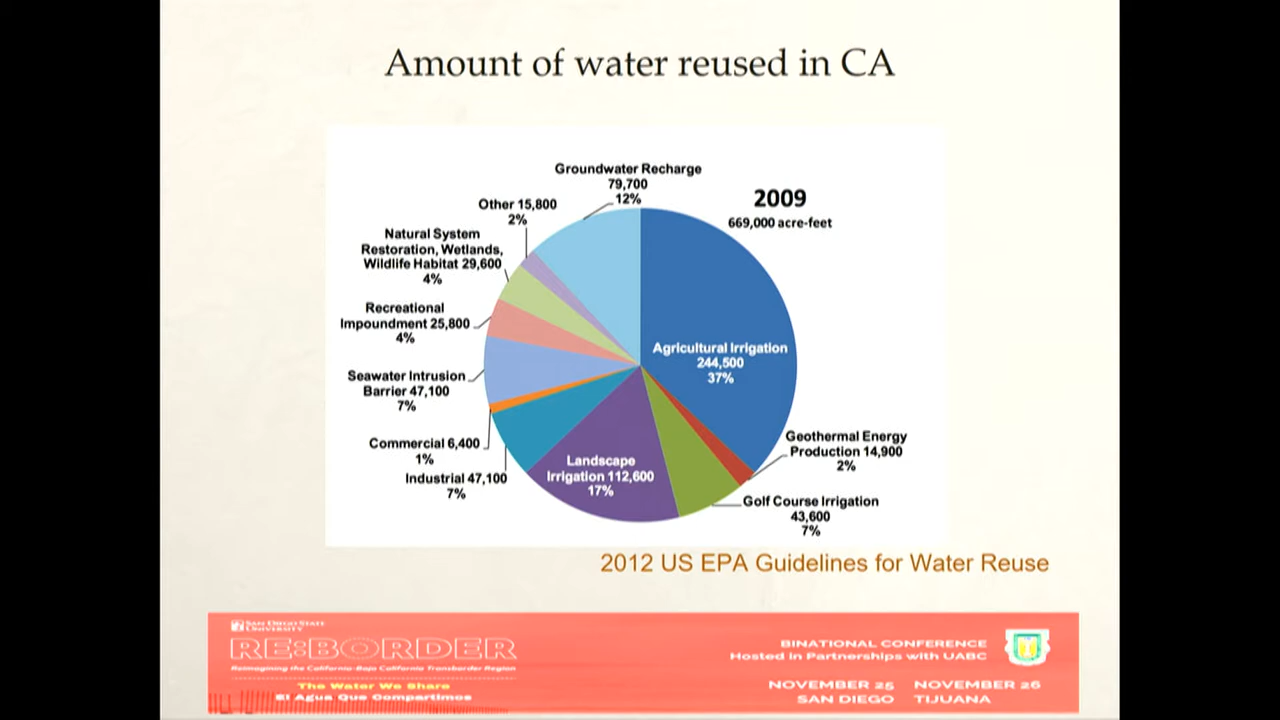 Amount of water reused in CA
Groundwater Recharge
79,700
12%
2009
669,000 acre-feet
Other 15,800
2%
Natural System
Restoration, Wetlands,
Wildlife Habitat 29,600
4%
Recreational
Impoundment 25,800
4%
Agricultural Irrigation
244,500
37%
Seawater Intrusion
Barrier 47,100
7%
Commercial 6,400
1%
Industrial 47,100
7%
Landscape
Irrigation 112,600
17%
Geothermal Energy
Production 14,900
2%
Golf Course Irrigation
43,600
7%
2012 US EPA Guidelines for Water Reuse
San Diego State
University
RE:BORDER
Reimagining the California-Baja California Transborder Region
The Water We Share
El Agua Que Compartimos
BINATIONAL CONFERENCE
Hosted in Partnerships with UABC
NOVEMBER 25 NOVEMBER 26
SAN DIEGO TIJUANA